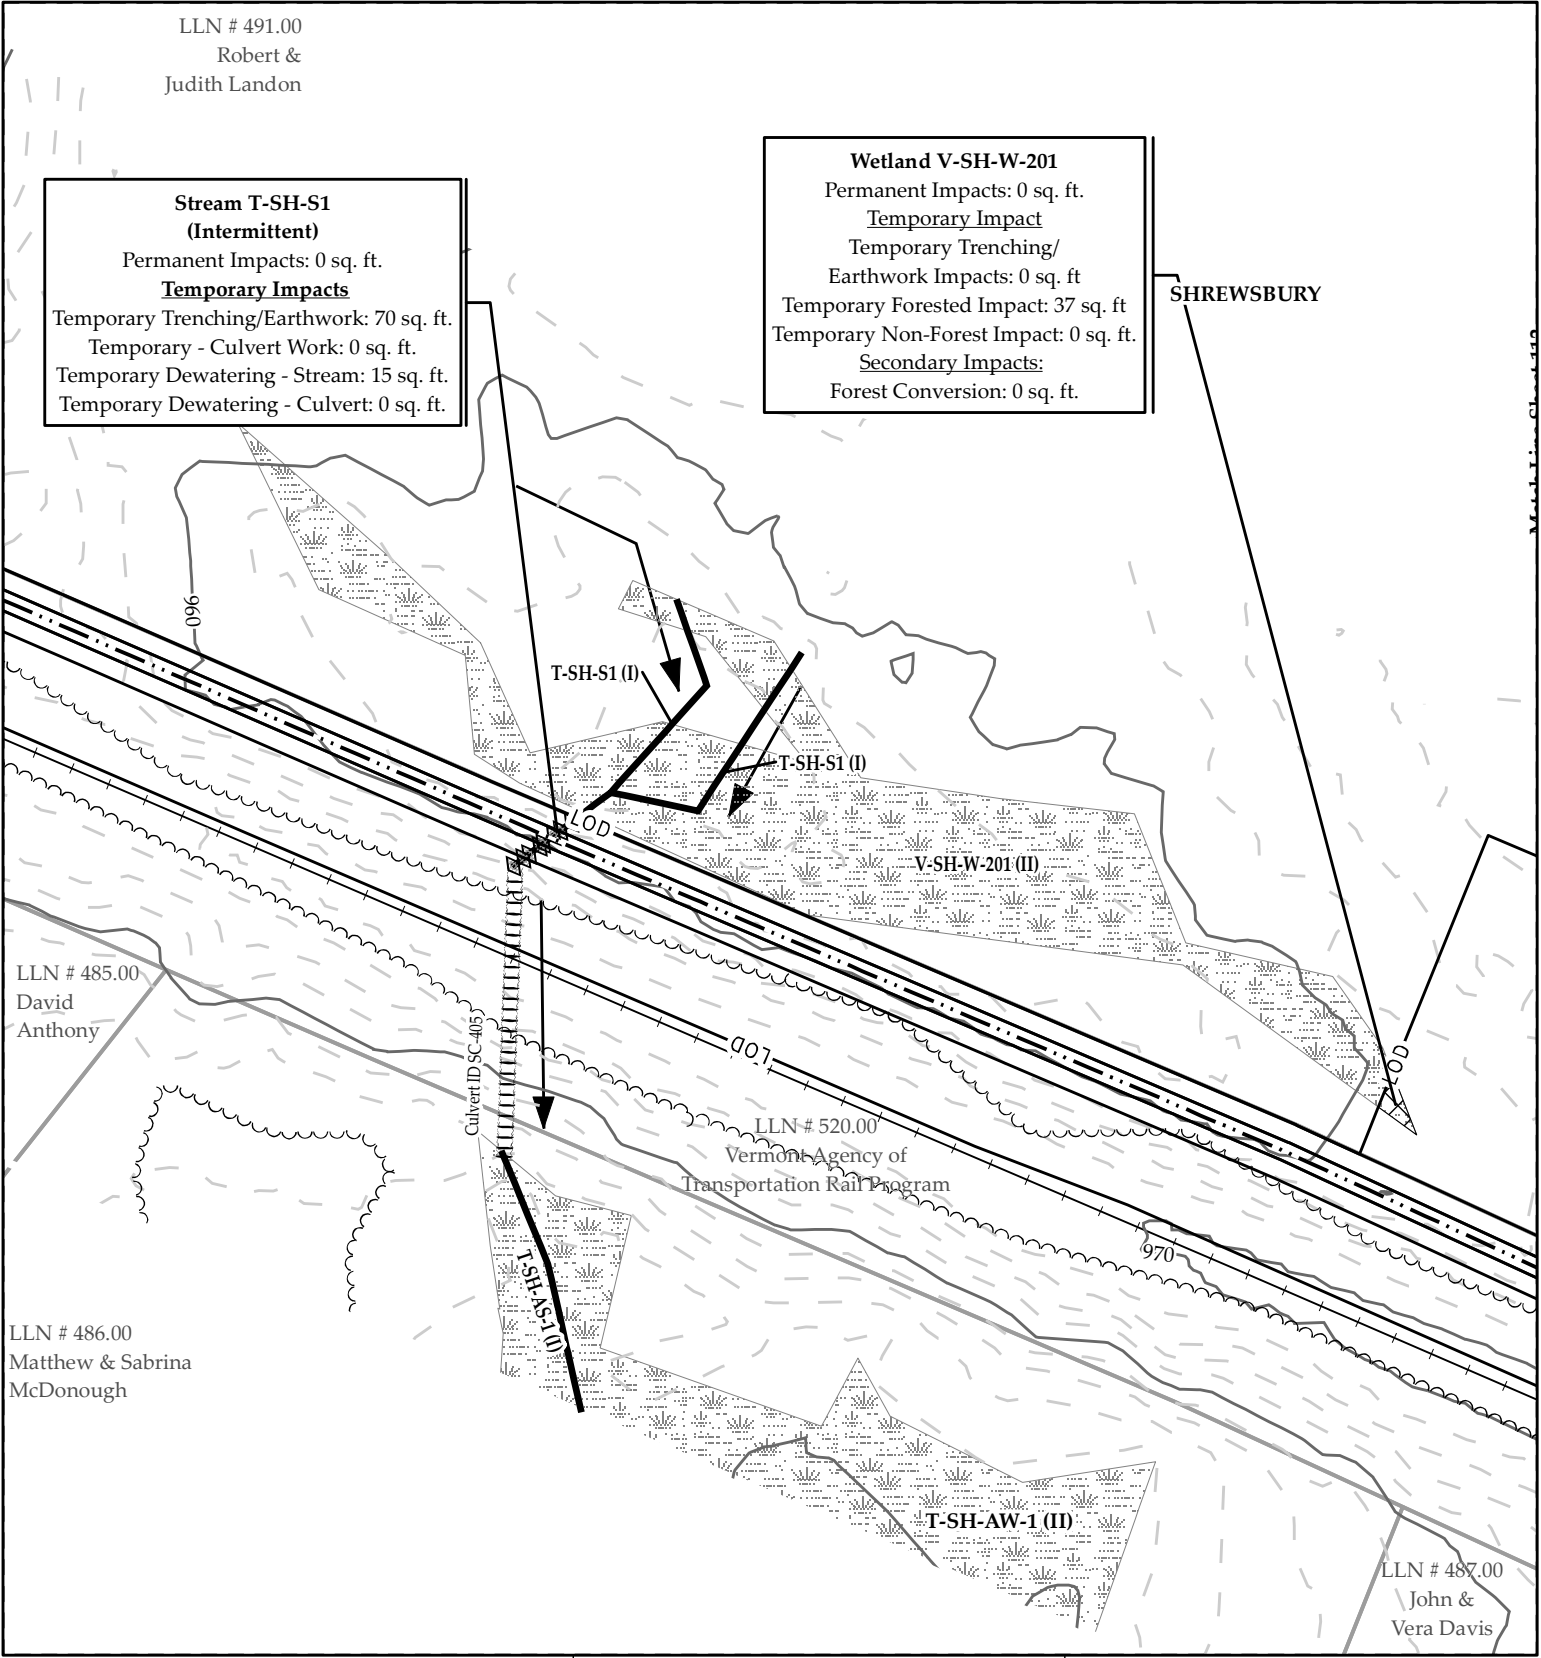 LLN # 491.00
Robert &
Judith Landon
Wetland V-SH-W-201
Permanent Impacts: 0 sq. ft.
Temporary Impact
Temporary Trenching/
Earthwork Impacts: 0 sq. ft
Temporary Forested Impact: 37 sq. ft
Temporary Non-Forest Impact: 0 sq. ft.
Secondary Impacts:
Forest Conversion: 0 sq. ft.
Stream T-SH-S1
(Intermittent)
Permanent Impacts: 0 sq. ft.
Temporary Impacts
Temporary Trenching/Earthwork: 70 sq. ft.
Temporary - Culvert Work: 0 sq. ft.
Temporary Dewatering - Stream: 15 sq. ft.
Temporary Dewatering - Culvert: 0 sq. ft.
SHREWSBURY
960
T-SH-S1 (I)
T-SH-S1 (I)
LOD
V-SH-W-201 (II)
LLN # 485.00
David
Anthony
Culvert ID SC-405
LOD
LOD
LLN # 520.00
Vermont Agency of
Transportation Rail Program
970
T-SH-AS-1 (I)
LLN # 486.00
Matthew & Sabrina
McDonough
T-SH-AW-1 (II)
LLN # 487.00
John &
Vera Davis